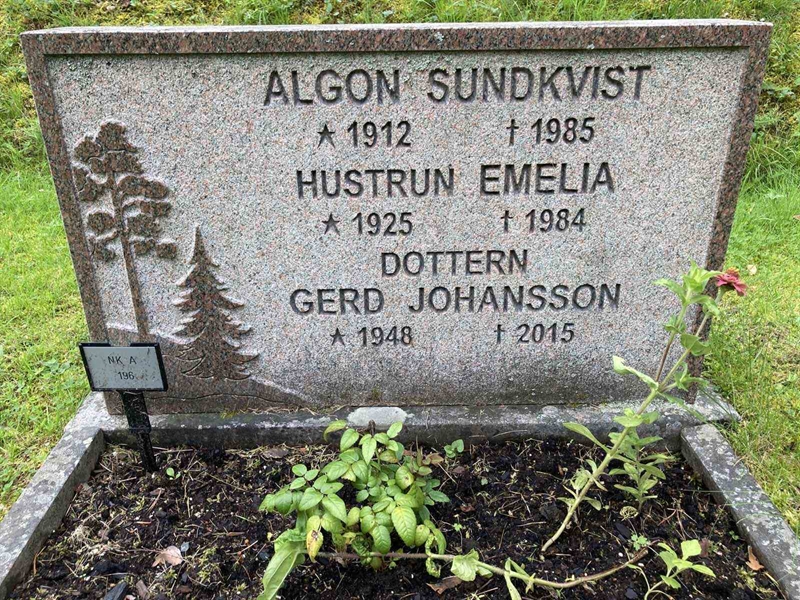 ALGON SUNDKVIST
★ 1912 † 1985
HUSTRUN EMELIA
★ 1925 † 1984
DOTTERN
GERD JOHANSSON
★ 1948 † 2015
NK A
196